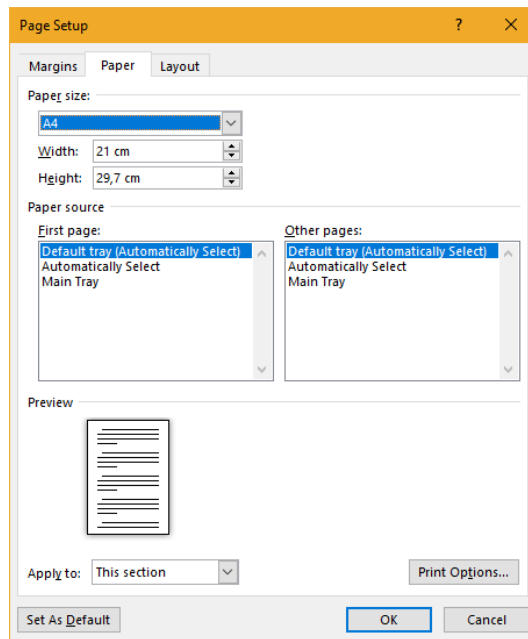 Page Setup ?
Margins Paper Layout
Paper size:
A4
Width: 21 cm
Height: 29,7 cm
Paper source
First page: Other pages:
Default tray (Automatically Select) Default tray (Automatically Select)
Automatically Select Automatically Select
Main Tray Main Tray
Preview
Apply to: This section Print Options...
Set As Default OK Cancel